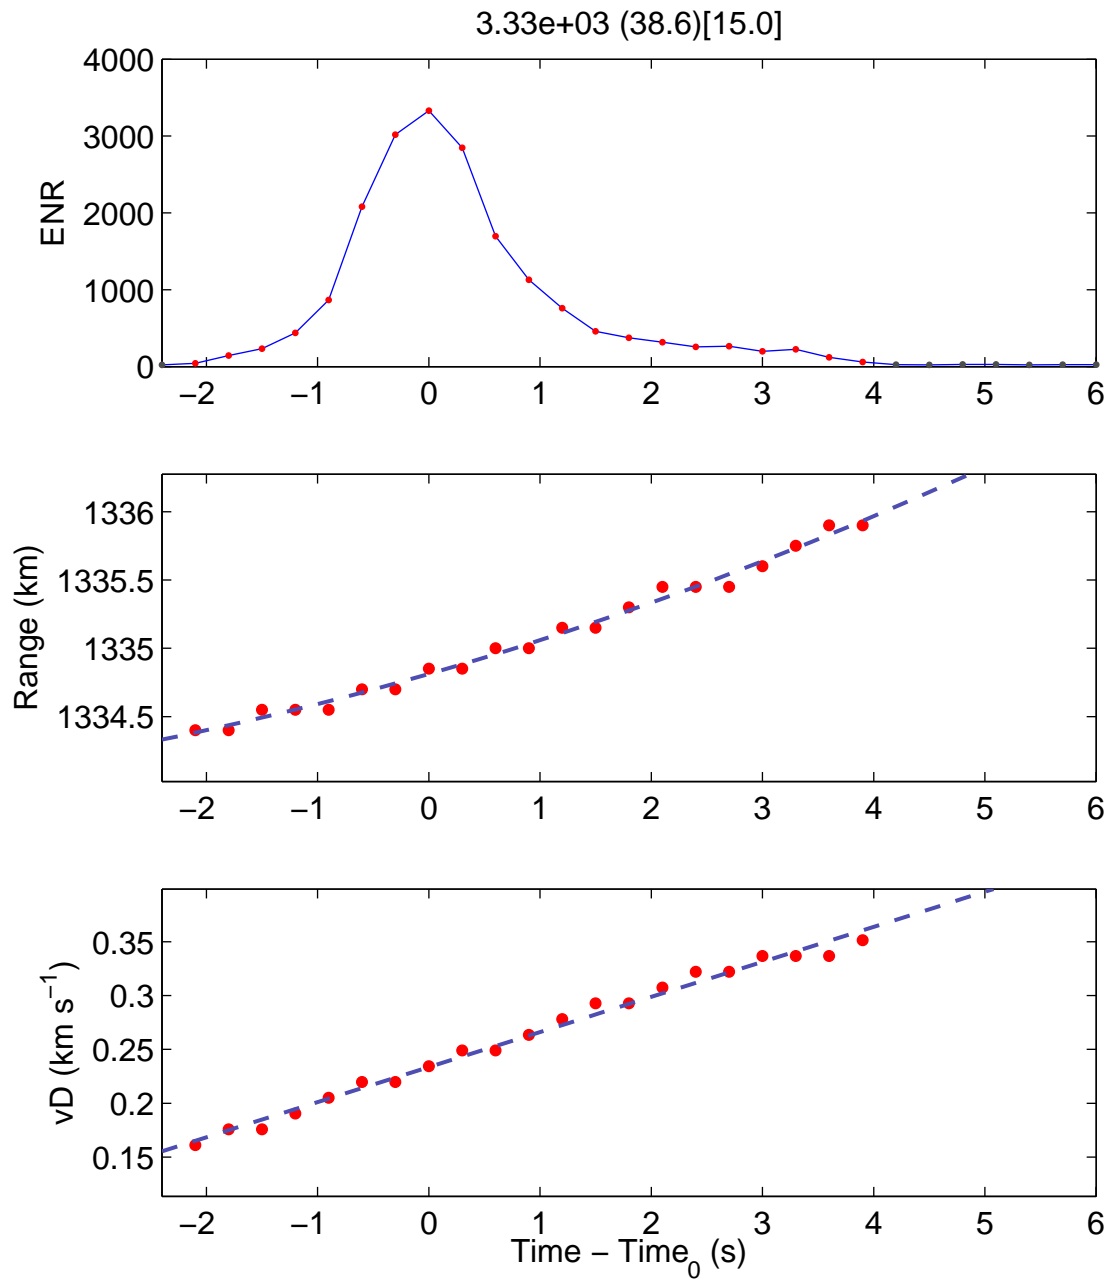 3.33e+03 (38.6)[15.0]
4000
3000
2000
1000
0
ENR
−2 −1 0 1 2 3 4 5 6
1336
1335.5
1335
1334.5
Range (km)
−2 −1 0 1 2 3 4 5 6
0.35
0.3
0.25
0.2
0.15
vD (km s⁻¹)
−2 −1 0 1 2 3 4 5 6
Time − Time₀ (s)